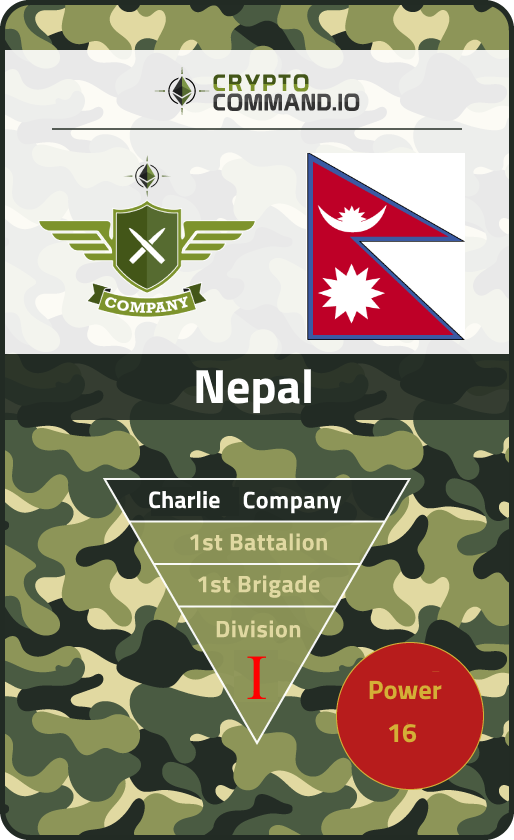 CRYPTO
COMMAND.IO
COMPANY
Nepal
Charlie Company
1st Battalion
1st Brigade
Division
I
Power
16